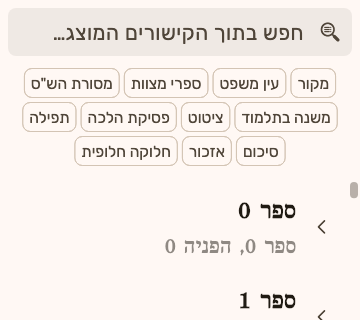 חפש בתוך הקישורים המוצג...
מקור עין משפט ספרי מצוות מסורת הש"ס
משנה בתלמוד ציטוט פסיקת הלכה תפילה
סיכום אזכור חלוקה חלופית
ספר 0
ספר 0, הפניה 0
ספר 1